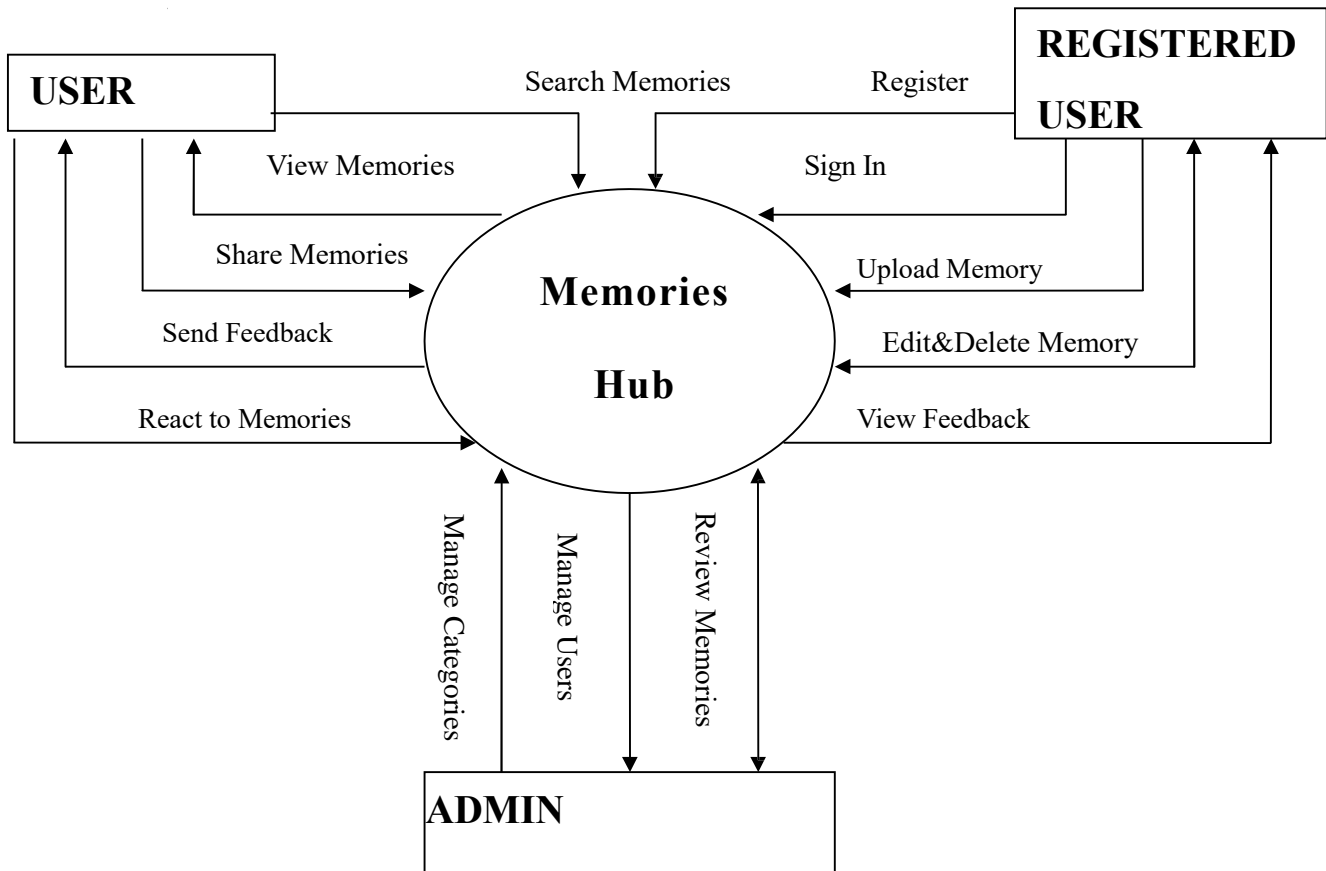 REGISTERED
USER
USER
Search Memories
Register
View Memories
Sign In
Share Memories
Upload Memory
Memories
Hub
Send Feedback
Edit&Delete Memory
React to Memories
View Feedback
Manage Categories
Manage Users
Review Memories
ADMIN